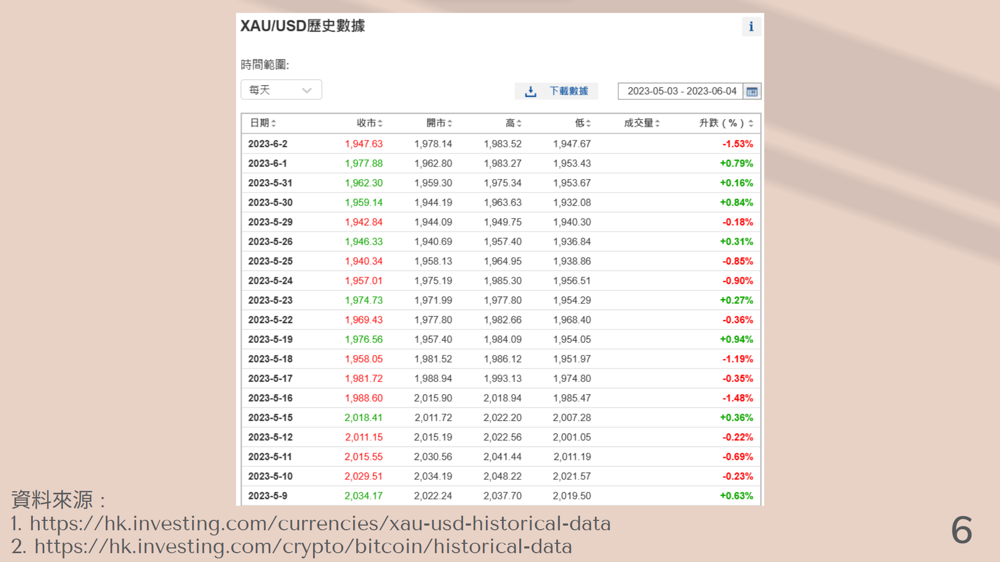 XAU/USD歷史數據
i
時間範圍:
每天
下載數據
2023-05-03 - 2023-06-04
日期 收市 開市 高 低 成交量 升跌 ( % )
2023-6-2 1,947.63 1,978.14 1,983.52 1,947.67 -1.53%
2023-6-1 1,977.88 1,962.80 1,983.27 1,953.43 +0.79%
2023-5-31 1,962.30 1,959.30 1,975.34 1,953.67 +0.16%
2023-5-30 1,959.14 1,944.19 1,963.63 1,932.08 +0.84%
2023-5-29 1,942.84 1,944.09 1,949.75 1,940.30 -0.18%
2023-5-26 1,946.33 1,940.69 1,957.40 1,936.84 +0.31%
2023-5-25 1,940.34 1,958.13 1,964.95 1,938.86 -0.85%
2023-5-24 1,957.01 1,975.19 1,985.30 1,956.51 -0.90%
2023-5-23 1,974.73 1,971.99 1,977.80 1,954.29 +0.27%
2023-5-22 1,969.43 1,977.80 1,982.66 1,968.40 -0.36%
2023-5-19 1,976.56 1,957.40 1,984.09 1,954.05 +0.94%
2023-5-18 1,958.05 1,981.52 1,986.12 1,951.97 -1.19%
2023-5-17 1,981.72 1,988.94 1,993.13 1,974.80 -0.35%
2023-5-16 1,988.60 2,015.90 2,018.94 1,985.47 -1.48%
2023-5-15 2,018.41 2,011.72 2,022.20 2,007.28 +0.36%
2023-5-12 2,011.15 2,015.19 2,022.56 2,001.05 -0.22%
2023-5-11 2,015.55 2,030.56 2,041.44 2,011.19 -0.69%
2023-5-10 2,029.51 2,034.19 2,048.22 2,021.57 -0.23%
2023-5-9 2,034.17 2,022.24 2,037.70 2,019.50 +0.63%
資料來源：
1. https://hk.investing.com/currencies/xau-usd-historical-data
2. https://hk.investing.com/crypto/bitcoin/historical-data
6